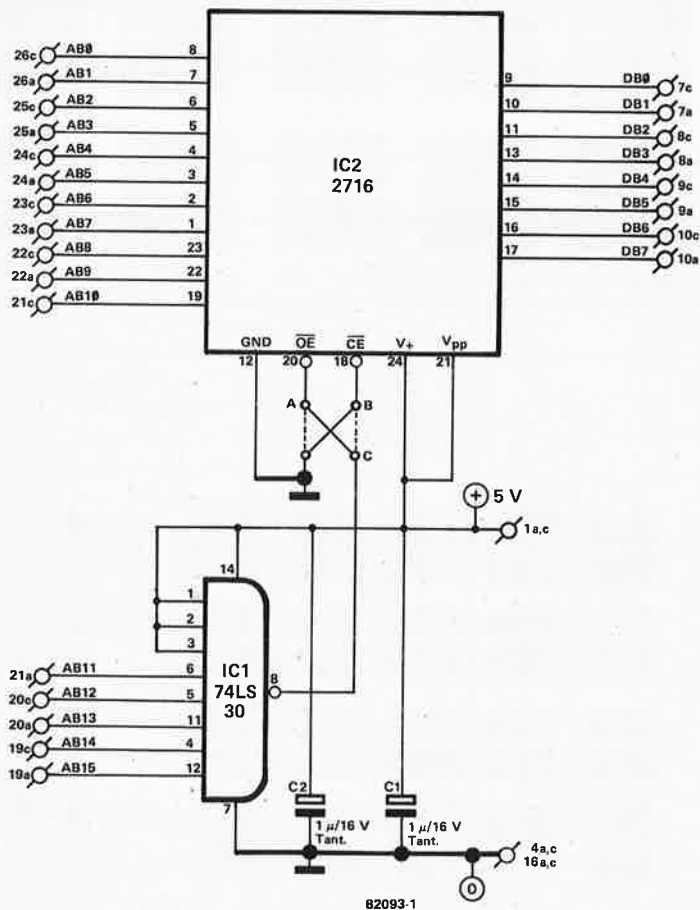 26c AB0 8
26a AB1 7
25c AB2 6
25a AB3 5
24c AB4 4
24a AB5 3
23c AB6 2
23a AB7 1
22c AB8 23
22a AB9 22
21c AB10 19
IC2
2716
9 DB0 7c
10 DB1 7a
11 DB2 8c
13 DB3 8a
14 DB4 9c
15 DB5 9a
16 DB6 10c
17 DB7 10a
GND OE CE V+ Vpp
12 20 18 24 21
A B
C
+ 5 V
1a,c
14
1
2
3
21a AB11 6
20c AB12 5
20a AB13 11
19c AB14 4
19a AB15 12
IC1
74LS
30
8
7
C2 C1
1 µ/16 V
Tant.
1 µ/16 V
Tant.
4a,c
16a,c
0
82093-1